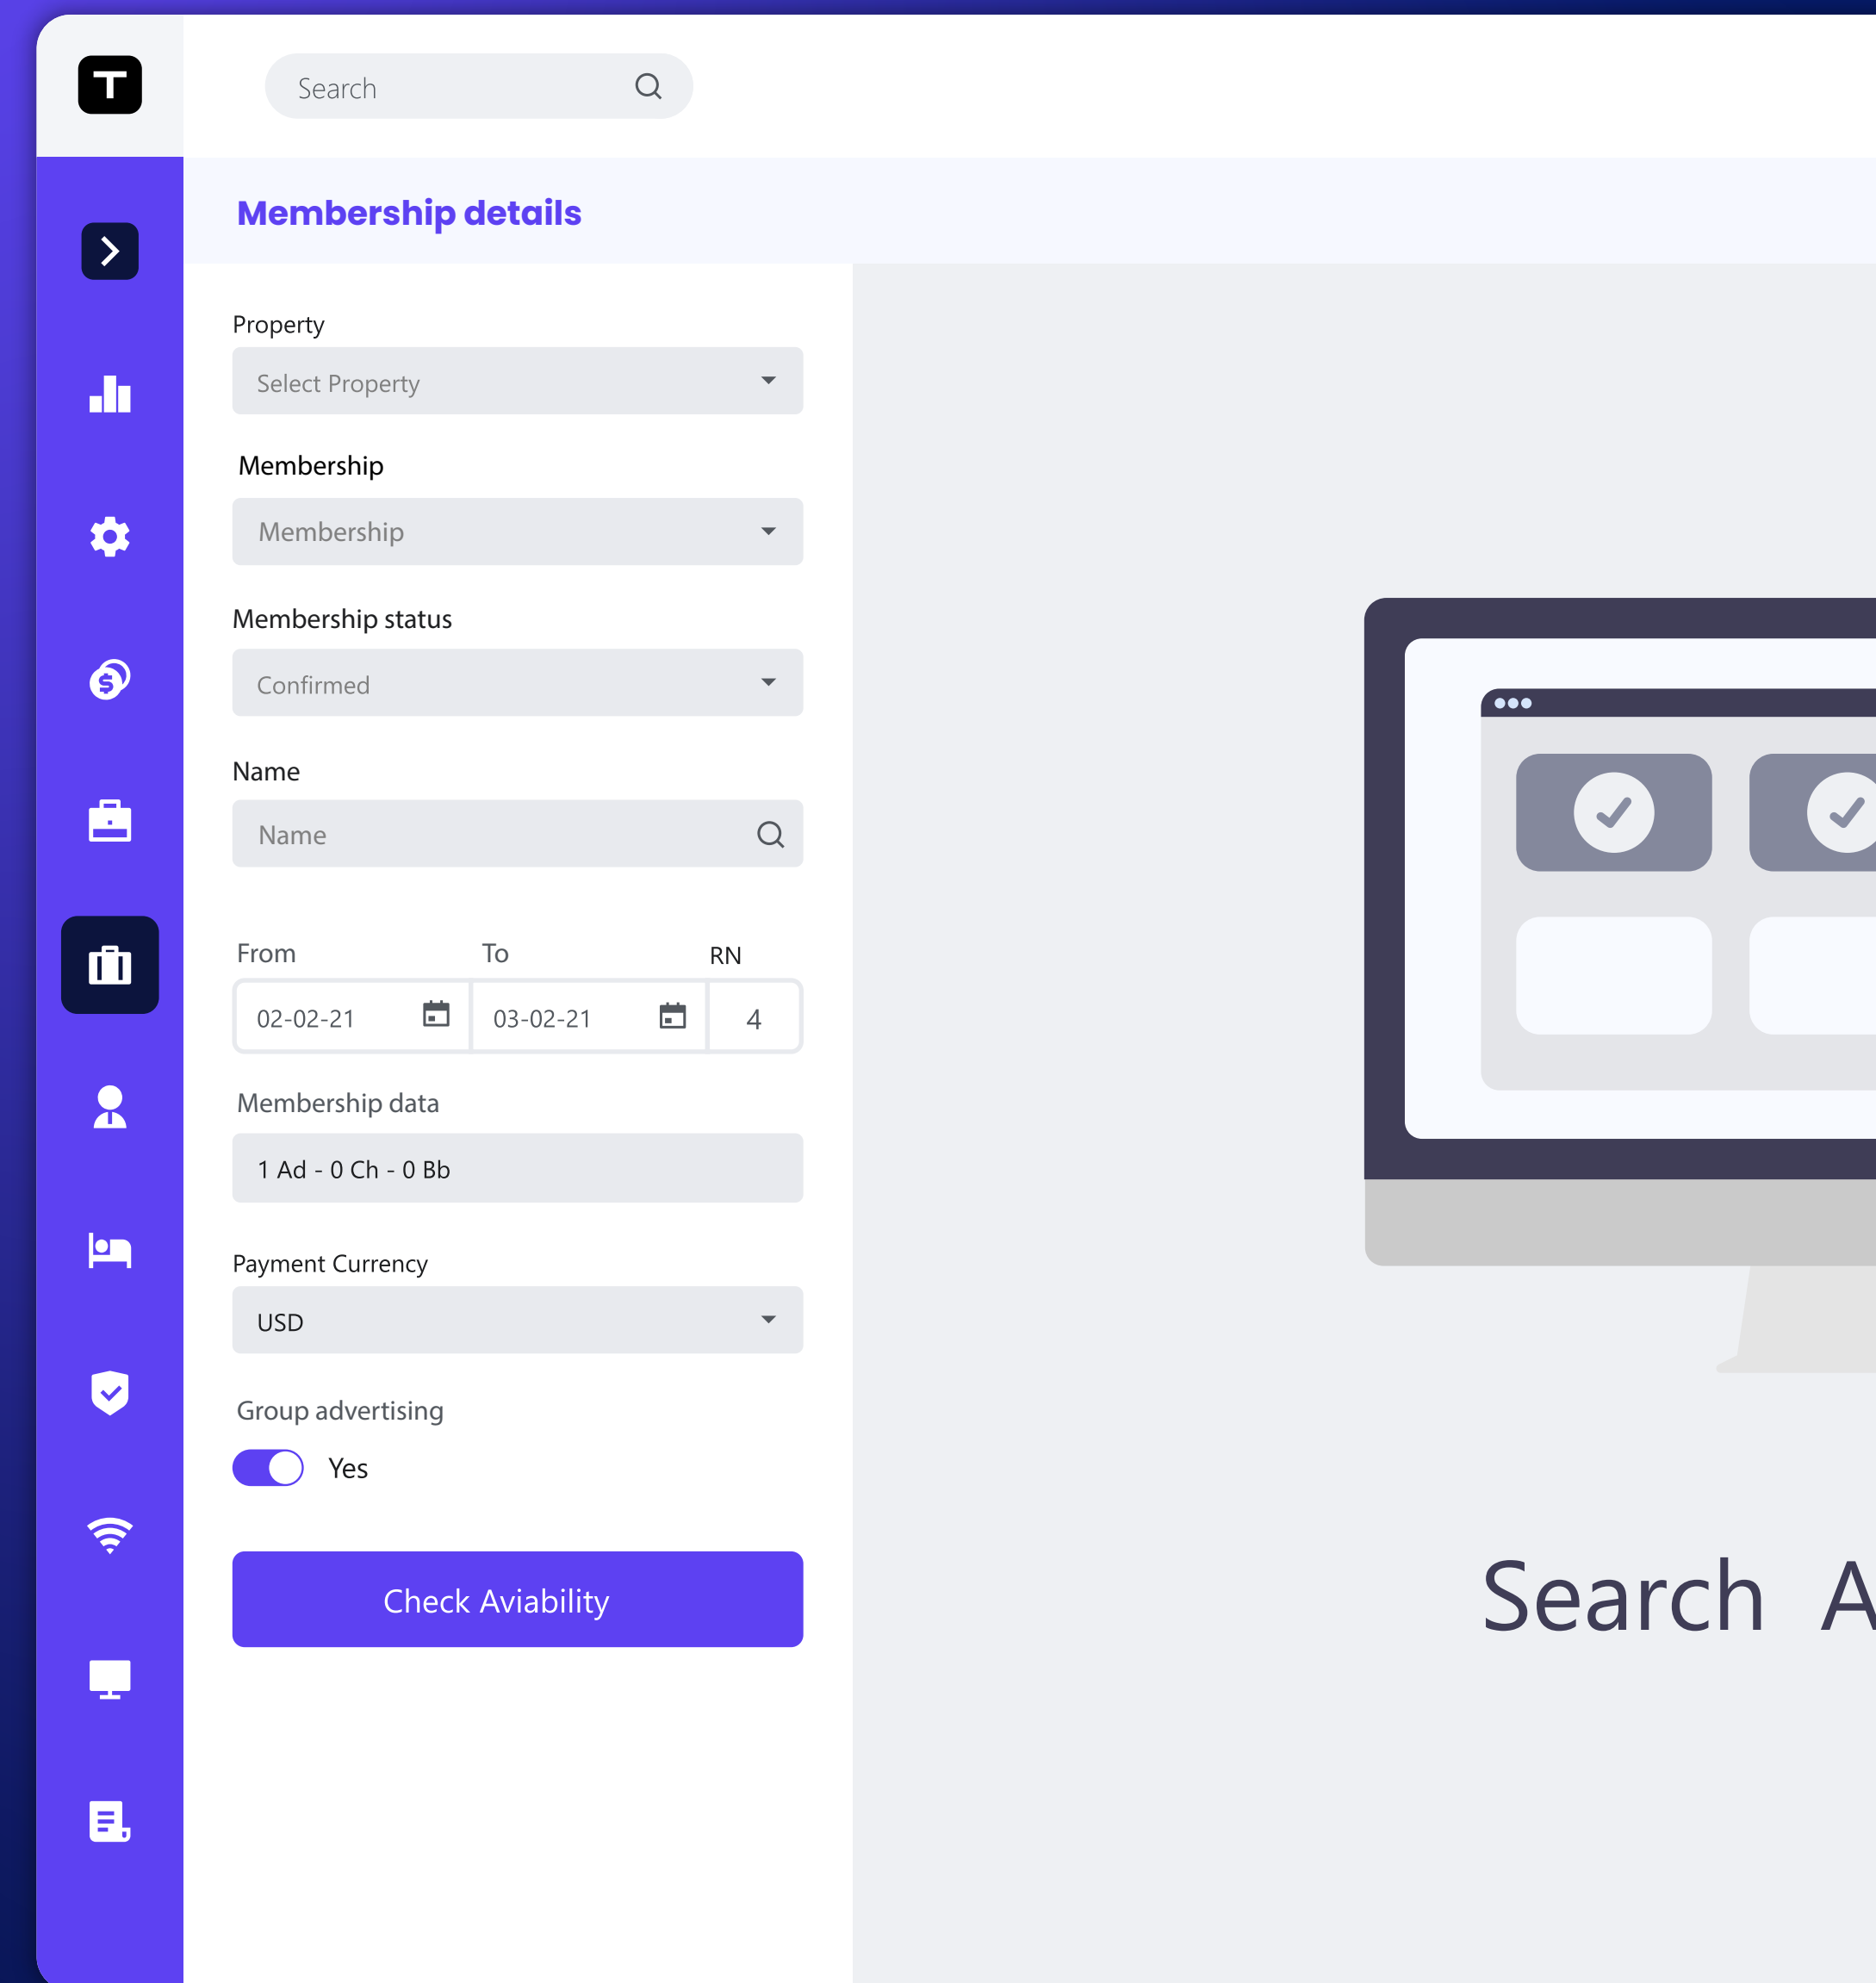 T
Search
Membership details
Property
Select Property
Membership
Membership
Membership status
Confirmed
Name
Name
From To RN
02-02-21 03-02-21 4
Membership data
1 Ad - 0 Ch - 0 Bb
Payment Currency
USD
Group advertising
Yes
Check Aviability
Search A